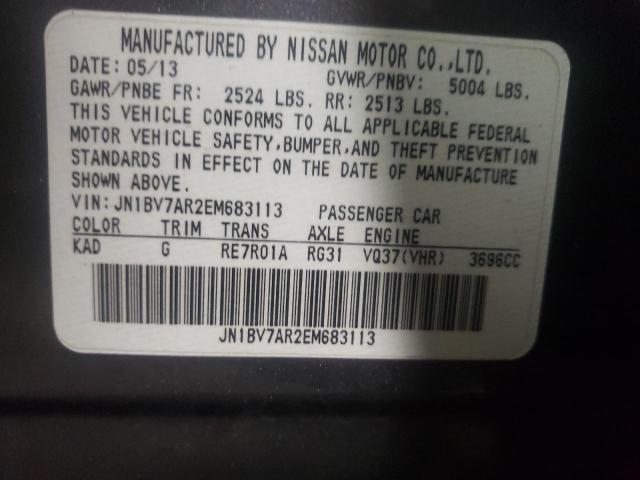 MANUFACTURED BY NISSAN MOTOR CO.,LTD.
DATE: 05/13 GVWR/PNBV: 5004 LBS.
GAWR/PNBE FR: 2524 LBS. RR: 2513 LBS.
THIS VEHICLE CONFORMS TO ALL APPLICABLE FEDERAL
MOTOR VEHICLE SAFETY,BUMPER,AND THEFT PREVENTION
STANDARDS IN EFFECT ON THE DATE OF MANUFACTURE
SHOWN ABOVE.
VIN:JN1BV7AR2EM683113 PASSENGER CAR
COLOR TRIM TRANS AXLE ENGINE
KAD G RE7R01A RG31 VQ37(VHR) 3696CC
JN1BV7AR2EM683113